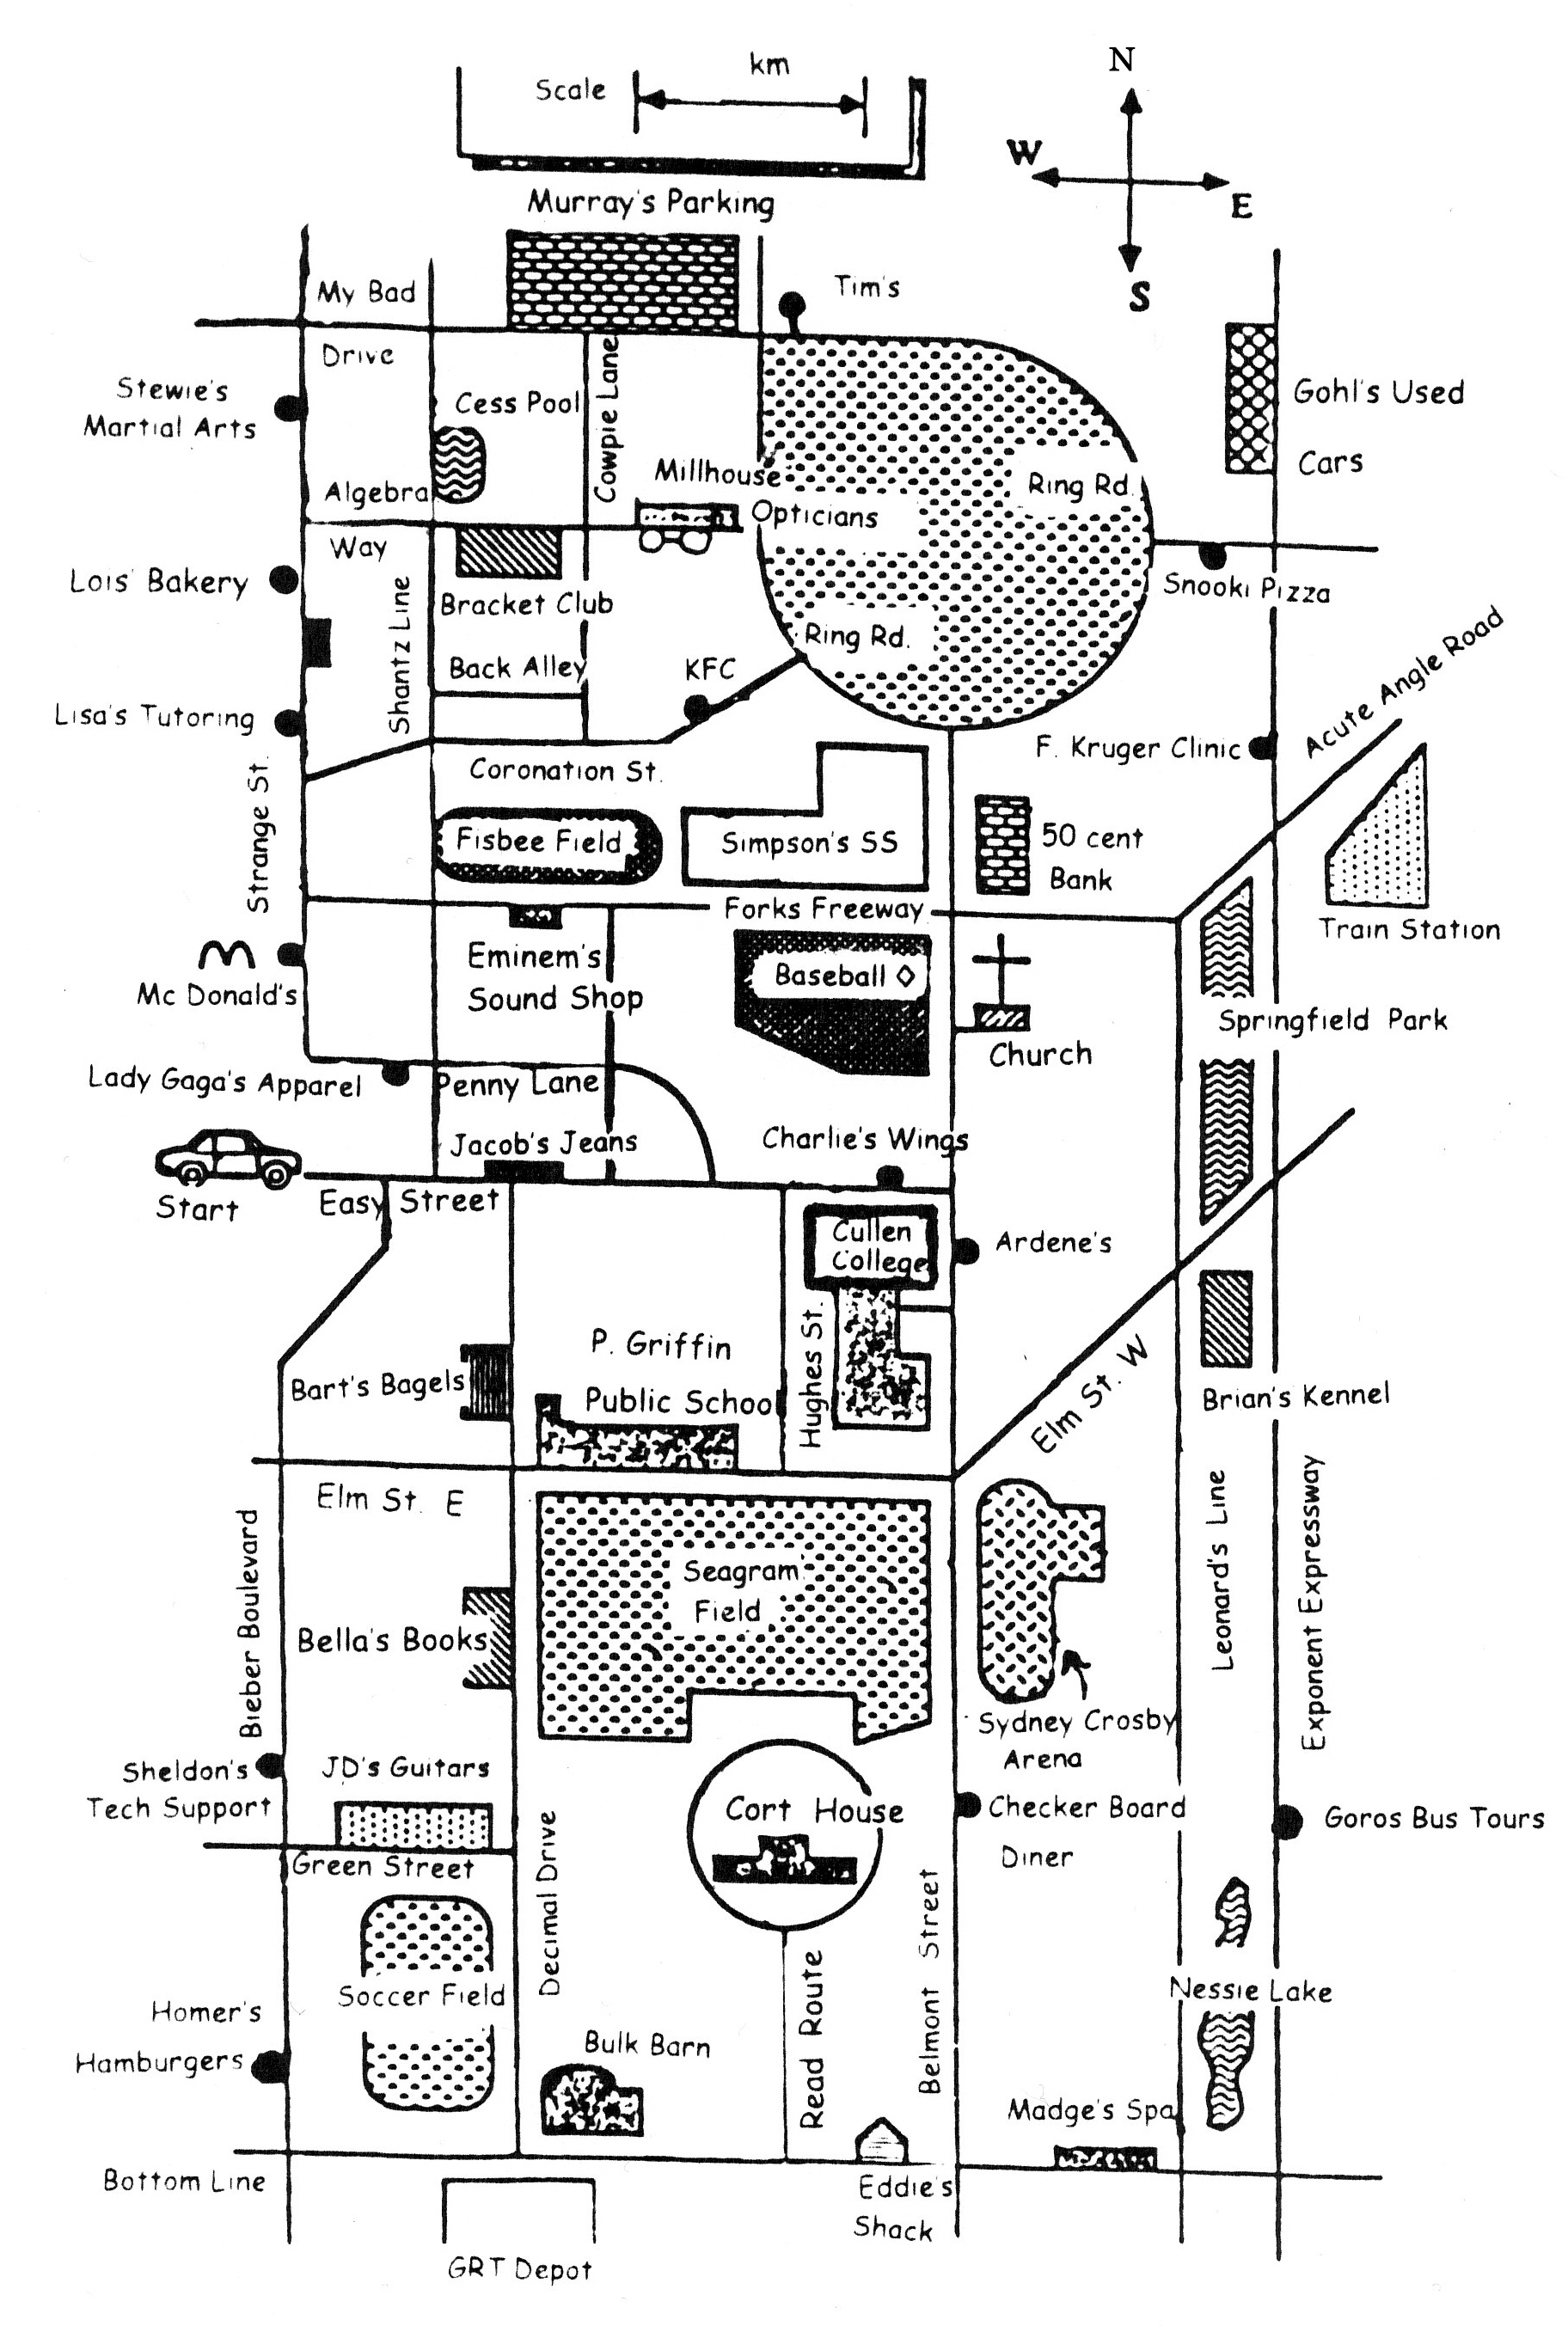 km
Scale
N
W
E
S
Murray's Parking
My Bad
Drive
Tim's
Stewie's
Martial Arts
Cess Pool
Cowpie Lane
Gohl's Used
Cars
Algebra
Way
Millhouse
Opticians
Ring Rd.
Lois' Bakery
Shantz Line
Bracket Club
Snooki Pizza
Ring Rd.
Back Alley
KFC
Acute Angle Road
Lisa's Tutoring
F. Kruger Clinic
Coronation St.
Strange St.
Fisbee Field
Simpson's SS
50 cent
Bank
Forks Freeway
Train Station
Mc Donald's
Eminem's
Sound Shop
Baseball
Springfield Park
Church
Lady Gaga's Apparel
Penny Lane
Jacob's Jeans
Charlie's Wings
Start
Easy Street
Cullen
College
Ardene's
Hughes St.
P. Griffin
Public Schoo
Bart's Bagels
Elm St. W
Brian's Kennel
Elm St. E
Bieber Boulevard
Leonard's Line
Exponent Expressway
Seagram
Field
Bella's Books
Sydney Crosby
Arena
Sheldon's
Tech Support
JD's Guitars
Cort House
Checker Board
Diner
Goros Bus Tours
Green Street
Decimal Drive
Read Route
Belmont Street
Soccer Field
Nessie Lake
Homer's
Hamburgers
Bulk Barn
Madge's Spa
Bottom Line
Eddie's
Shack
GRT Depot